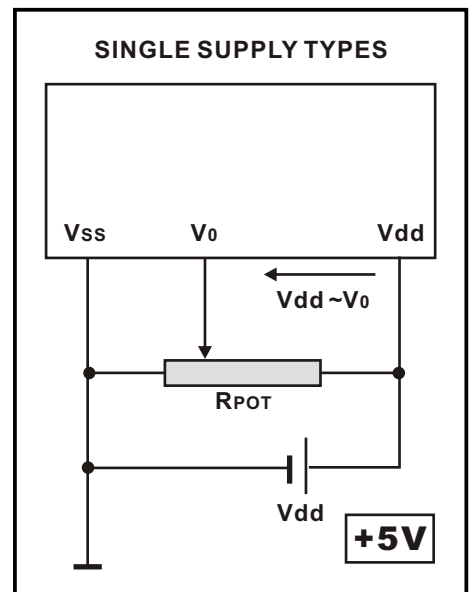 SINGLE SUPPLY TYPES
Vss V0 Vdd
Vdd ~V0
RPOT
Vdd
+5V